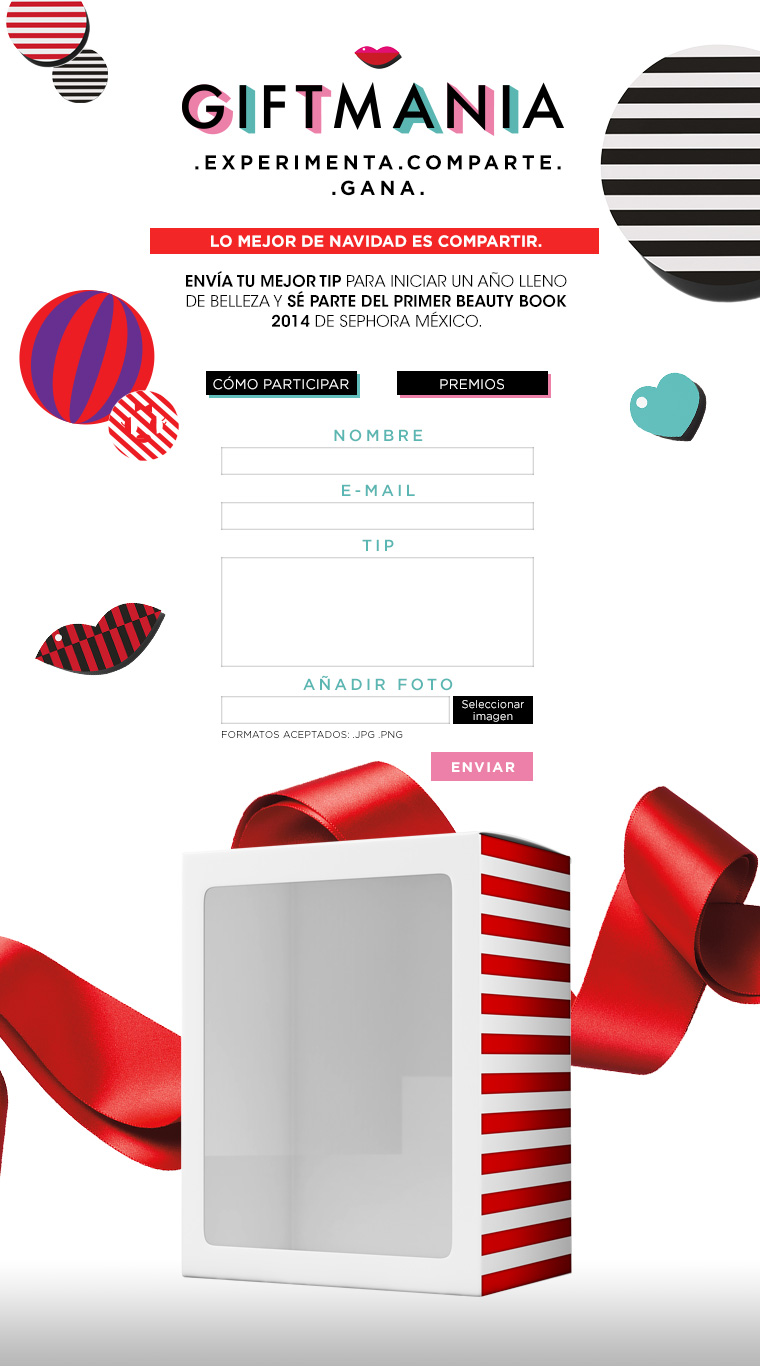 GIFTMANIA
.EXPERIMENTA.COMPARTE.
.GANA.
LO MEJOR DE NAVIDAD ES COMPARTIR.
ENVÍA TU MEJOR TIP PARA INICIAR UN AÑO LLENO
DE BELLEZA Y SÉ PARTE DEL PRIMER BEAUTY BOOK
2014 DE SEPHORA MÉXICO.
CÓMO PARTICIPAR
PREMIOS
NOMBRE
E-MAIL
TIP
AÑADIR FOTO
Seleccionar
imagen
FORMATOS ACEPTADOS: .JPG .PNG
ENVIAR